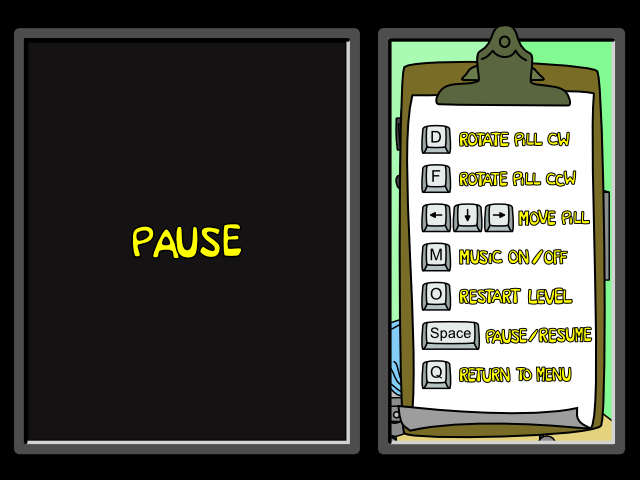 PAUSE
D ROTATE PILL CW
F ROTATE PILL CCW
← ↓ → MOVE PILL
M MUSIC ON/OFF
O RESTART LEVEL
Space PAUSE/RESUME
Q RETURN TO MENU